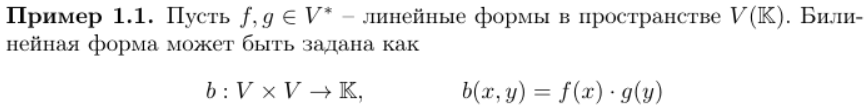 Пример 1.1. Пусть f, g ∈ V* – линейные формы в пространстве V(𝕂). Били-
нейная форма может быть задана как
b : V × V → 𝕂, b(x, y) = f(x) · g(y)